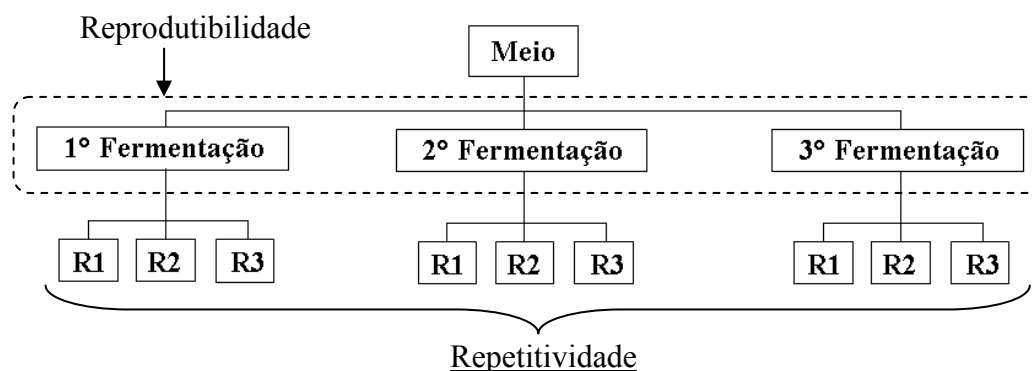 Reprodutibilidade
Meio
1° Fermentação 2° Fermentação 3° Fermentação
R1 R2 R3 R1 R2 R3 R1 R2 R3
Repetitividade